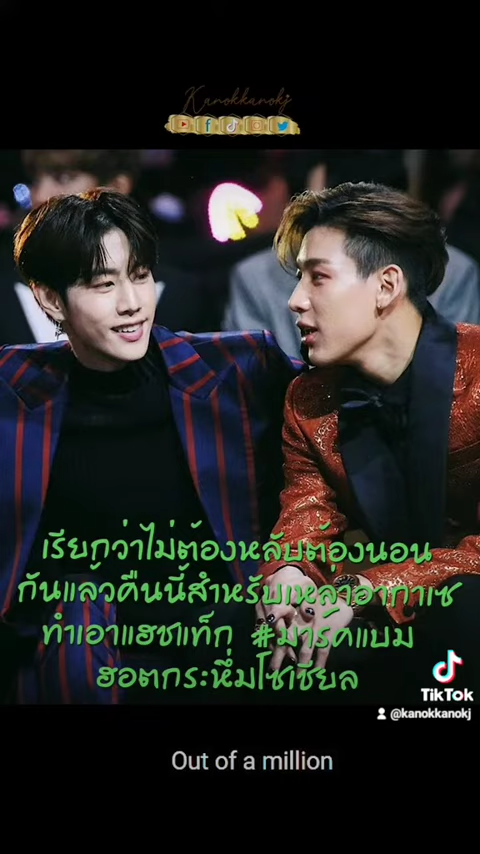 Kanokkanokj
เรียกว่าไม่ต้องหลับต้องนอน
กันแล้วคืนนี้สำหรับเหล่าอากาเซ
ทำเอาแฮชแท็ก #มาร์คแบม
ฮอตกระหึ่มโซเชียล
TikTok
@kanokkanokj
Out of a million